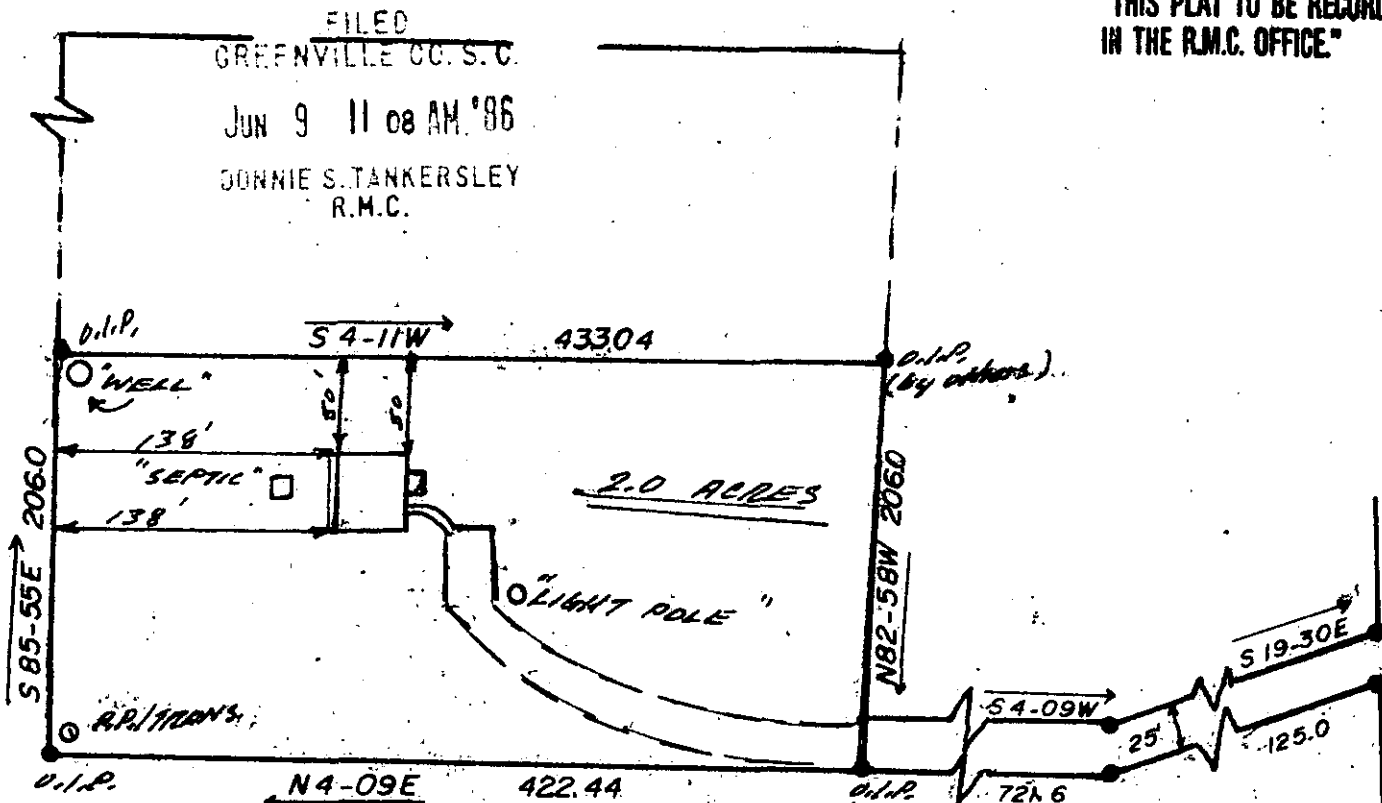 FILED
GREENVILLE CO. S. C.
JUN 9 11 08 AM. '86
DONNIE S. TANKERSLEY
R.M.C.
THIS PLAT TO BE RECORD
IN THE R.M.C. OFFICE."
O.I.P.
S 4-11W 433.04
O.I.P.
(by others)
"WELL"
50' 50'
138'
"SEPTIC"
138'
2.0 ACRES
S 85-55E 206.0
N82-58W 206.0
"LIGHT POLE"
S 19-30E
S 4-09W
25'
125.0
P.P./TRANS.
O.I.P.
N 4-09E 422.44
O.I.P.